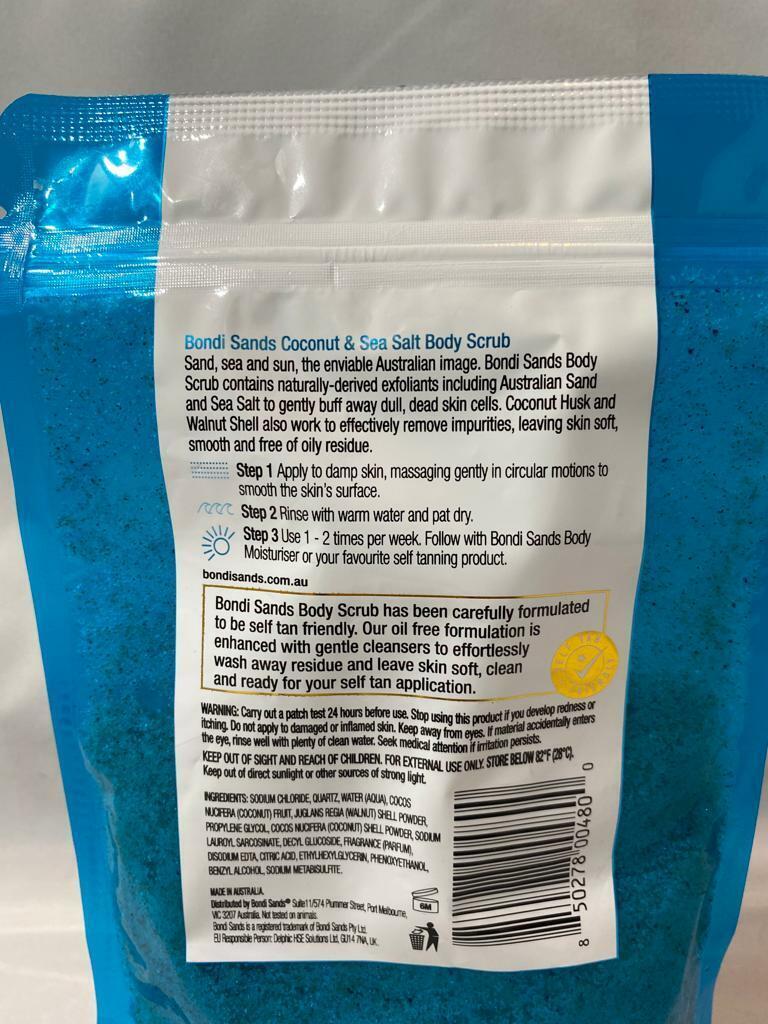 Bondi Sands Coconut & Sea Salt Body Scrub
Sand, sea and sun, the enviable Australian image. Bondi Sands Body
Scrub contains naturally-derived exfoliants including Australian Sand
and Sea Salt to gently buff away dull, dead skin cells. Coconut Husk and
Walnut Shell also work to effectively remove impurities, leaving skin soft,
smooth and free of oily residue.
Step 1 Apply to damp skin, massaging gently in circular motions to
smooth the skin's surface.
Step 2 Rinse with warm water and pat dry.
Step 3 Use 1 - 2 times per week. Follow with Bondi Sands Body
Moisturiser or your favourite self tanning product.
bondisands.com.au
Bondi Sands Body Scrub has been carefully formulated
to be self tan friendly. Our oil free formulation is
enhanced with gentle cleansers to effortlessly
wash away residue and leave skin soft, clean
and ready for your self tan application.
SELF TAN
FRIENDLY
WARNING: Carry out a patch test 24 hours before use. Stop using this product if you develop redness or
itching. Do not apply to damaged or inflamed skin. Keep away from eyes. If material accidentally enters
the eye, rinse well with plenty of clean water. Seek medical attention if irritation persists.
KEEP OUT OF SIGHT AND REACH OF CHILDREN. FOR EXTERNAL USE ONLY. STORE BELOW 82°F (28°C).
Keep out of direct sunlight or other sources of strong light.
INGREDIENTS: SODIUM CHLORIDE, QUARTZ, WATER (AQUA), COCOS
NUCIFERA (COCONUT) FRUIT, JUGLANS REGIA (WALNUT) SHELL POWDER,
PROPYLENE GLYCOL, COCOS NUCIFERA (COCONUT) SHELL POWDER, SODIUM
LAUROYL SARCOSINATE, DECYL GLUCOSIDE, FRAGRANCE (PARFUM),
DISODIUM EDTA, CITRIC ACID, ETHYLHEXYLGLYCERIN, PHENOXYETHANOL,
BENZYL ALCOHOL, SODIUM METABISULFITE.
MADE IN AUSTRALIA.
Distributed by Bondi Sands® Suite 11/574 Plummer Street, Port Melbourne,
VIC 3207 Australia. Not tested on animals.
Bondi Sands is a registered trademark of Bondi Sands Pty Ltd.
EU Responsible Person: Delphic HSE Solutions Ltd, GU14 7NA, UK.
6M
8 50278 00480 0